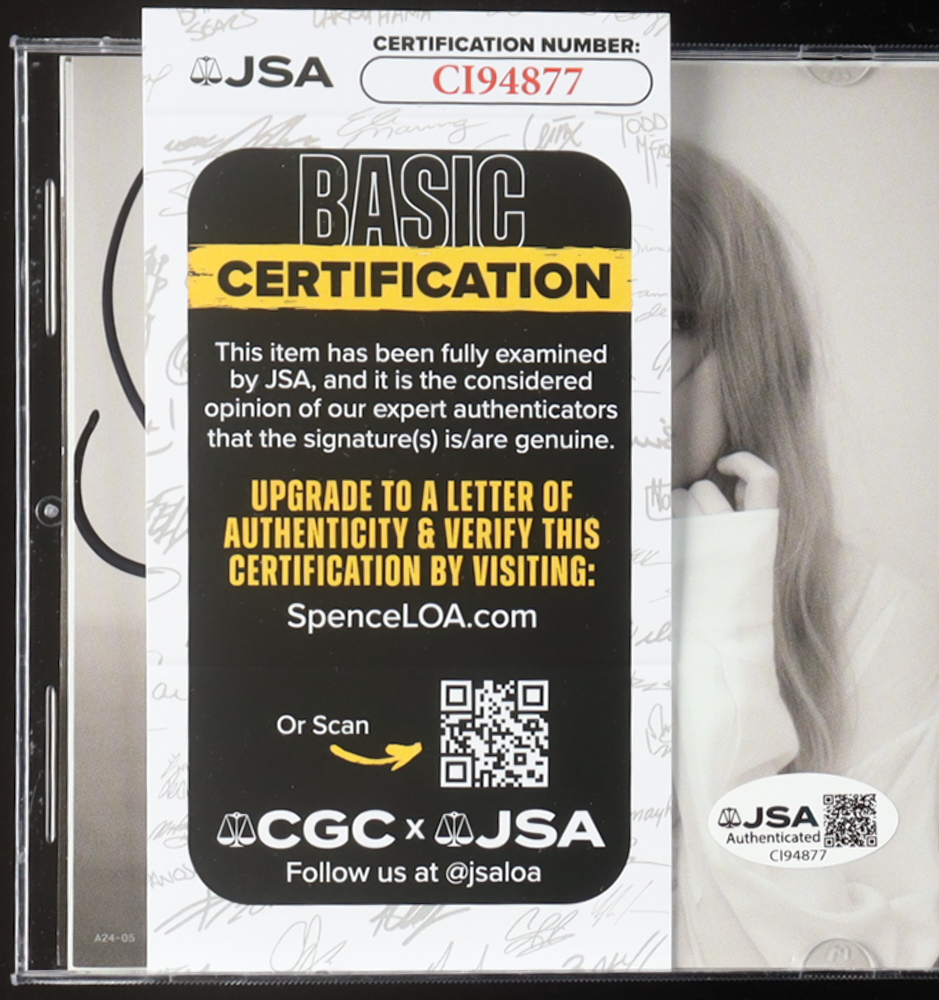 JSA
CERTIFICATION NUMBER:
CI94877
BASIC
CERTIFICATION
This item has been fully examined
by JSA, and it is the considered
opinion of our expert authenticators
that the signature(s) is/are genuine.
UPGRADE TO A LETTER OF
AUTHENTICITY & VERIFY THIS
CERTIFICATION BY VISITING:
SpenceLOA.com
Or Scan
CGC x JSA
Follow us at @jsaloa
JSA
Authenticated
CI94877
A24-05